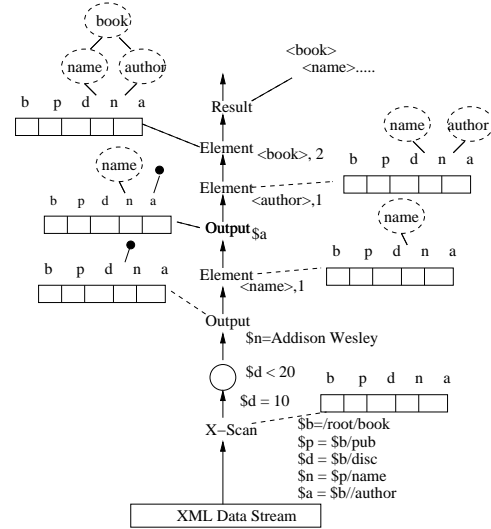 book
name
author
b p d n a
<book>
<name>.....
Result
Element
<book>, 2
name
author
b p d n a
name
Element
<author>,1
b p d n a
Output
$a
name
b p d n a
Element
<name>,1
b p d n a
Output
$n=Addison Wesley
$d < 20
$d = 10
b p d n a
X-Scan
$b=/root/book
$p = $b/pub
$d = $b/disc
$n = $p/name
$a = $b//author
XML Data Stream